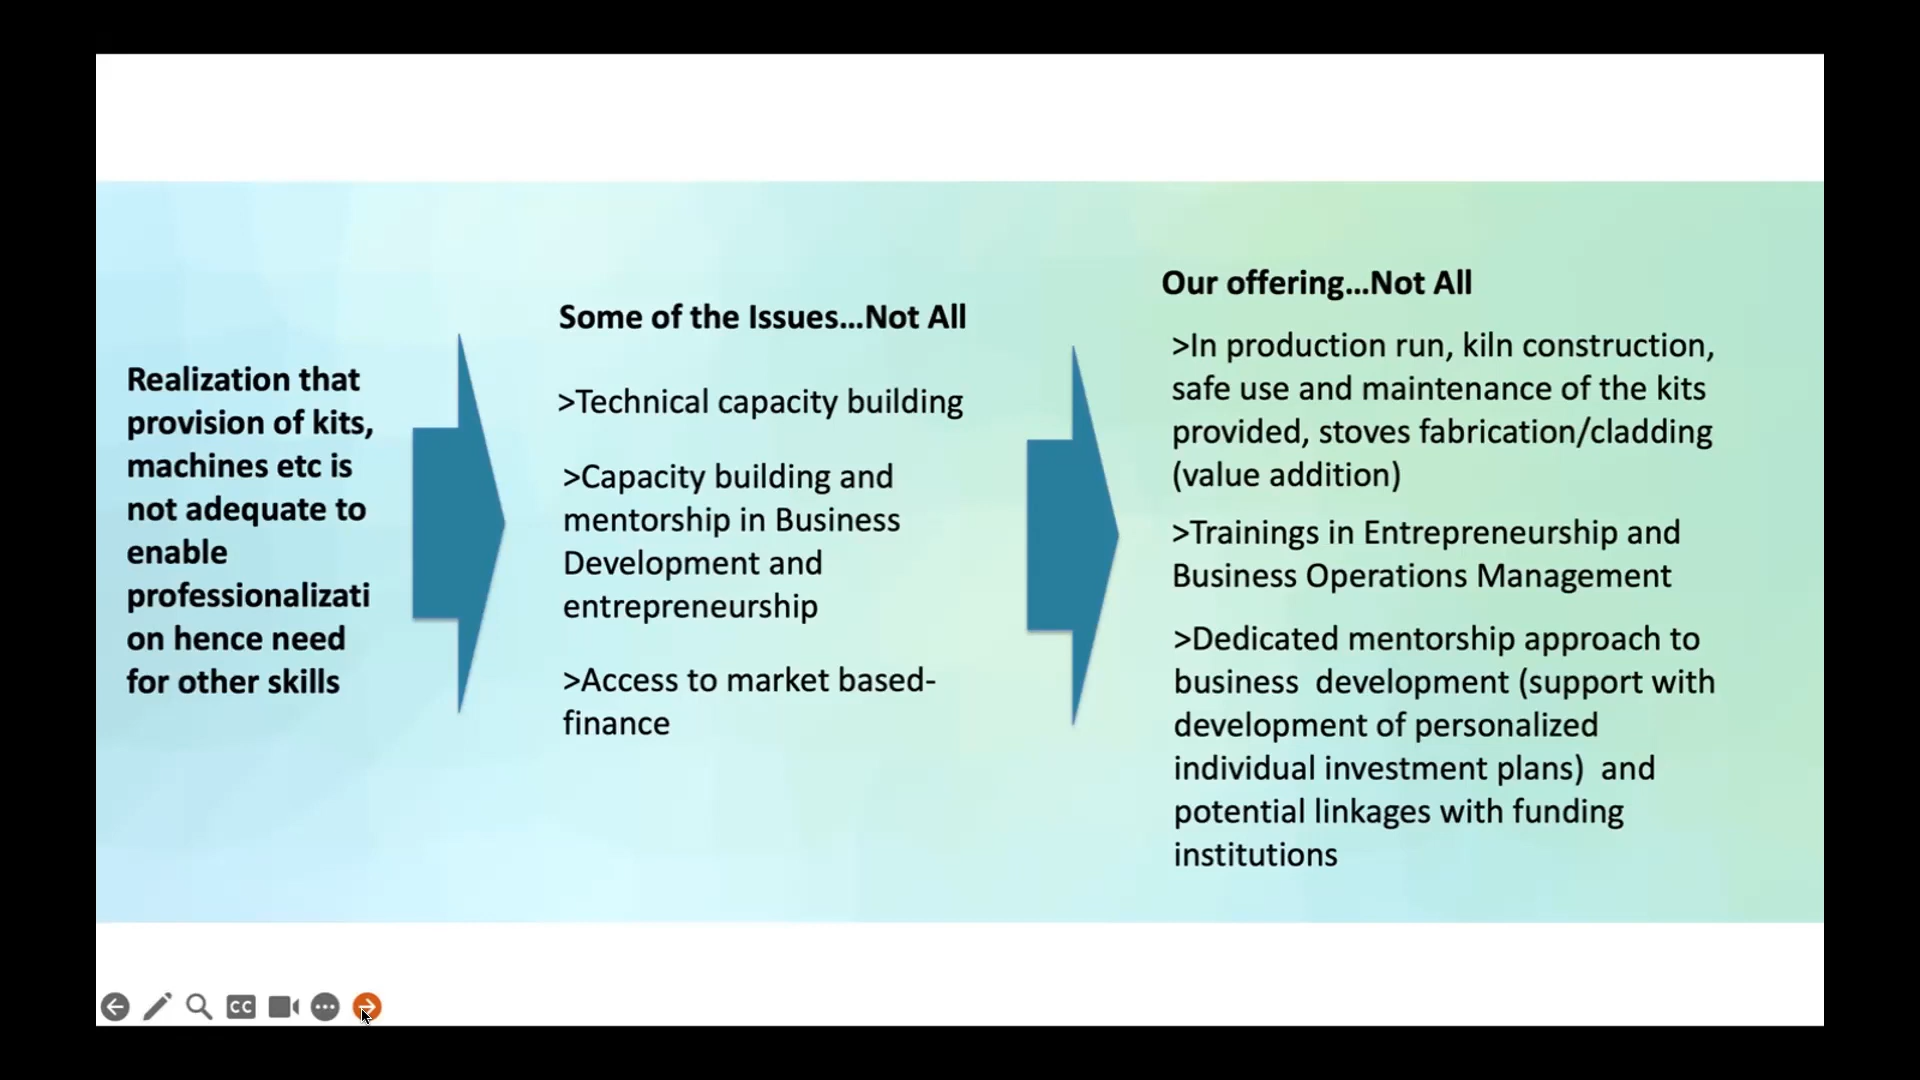 Realization that
provision of kits,
machines etc is
not adequate to
enable
professionalizati
on hence need
for other skills
Some of the Issues...Not All
>Technical capacity building
>Capacity building and
mentorship in Business
Development and
entrepreneurship
>Access to market based-
finance
Our offering...Not All
>In production run, kiln construction,
safe use and maintenance of the kits
provided, stoves fabrication/cladding
(value addition)
>Trainings in Entrepreneurship and
Business Operations Management
>Dedicated mentorship approach to
business  development (support with
development of personalized
individual investment plans)  and
potential linkages with funding
institutions
CC